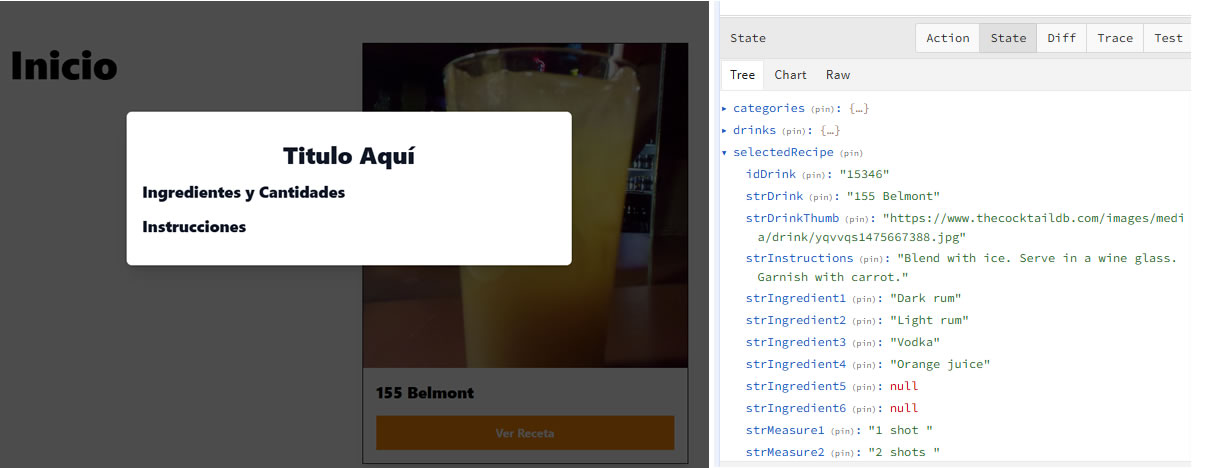 Inicio
Titulo Aquí
Ingredientes y Cantidades
Instrucciones
155 Belmont
Ver Receta
State
Action
State
Diff
Trace
Test
Tree
Chart
Raw
categories (pin): {…}
drinks (pin): {…}
selectedRecipe (pin)
idDrink (pin): "15346"
strDrink (pin): "155 Belmont"
strDrinkThumb (pin): "https://www.thecocktaildb.com/images/medi
a/drink/yqvvqs1475667388.jpg"
strInstructions (pin): "Blend with ice. Serve in a wine glass.
Garnish with carrot."
strIngredient1 (pin): "Dark rum"
strIngredient2 (pin): "Light rum"
strIngredient3 (pin): "Vodka"
strIngredient4 (pin): "Orange juice"
strIngredient5 (pin): null
strIngredient6 (pin): null
strMeasure1 (pin): "1 shot "
strMeasure2 (pin): "2 shots "